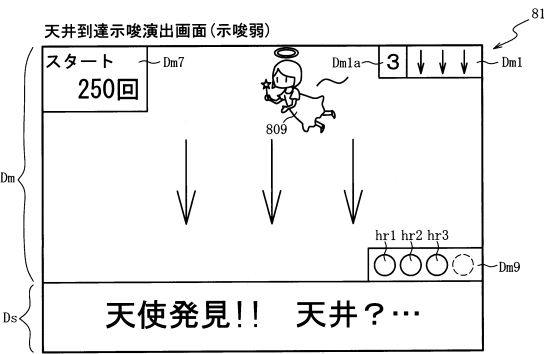 天井到達示唆演出画面(示唆弱)
81
スタート
250回
Dm7
Dm1a
3
Dm1
809
Dm
hr1 hr2 hr3
Dm9
Ds
天使発見!! 天井?…